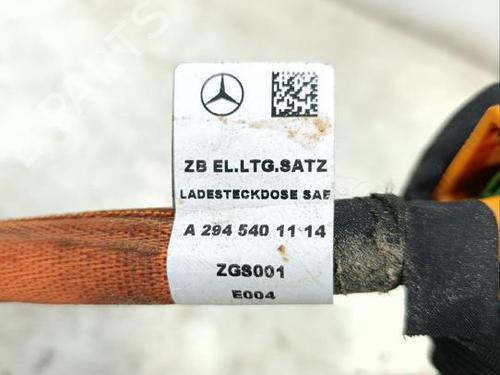 ZB EL.LTG.SATZ
LADESTECKDOSE SAE
A 294 540 11 14
ZGS001
E004